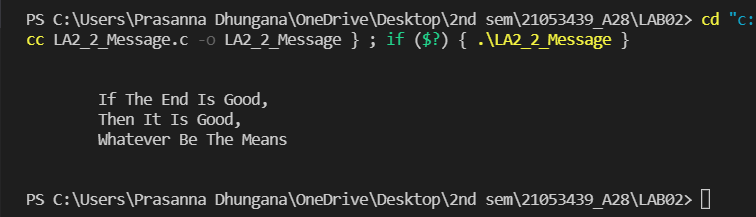 PS C:\Users\Prasanna Dhungana\OneDrive\Desktop\2nd sem\21053439_A28\LAB02> cd "c:
cc LA2_2_Message.c -o LA2_2_Message } ; if ($?) { .\LA2_2_Message }
If The End Is Good,
Then It Is Good,
Whatever Be The Means
PS C:\Users\Prasanna Dhungana\OneDrive\Desktop\2nd sem\21053439_A28\LAB02>